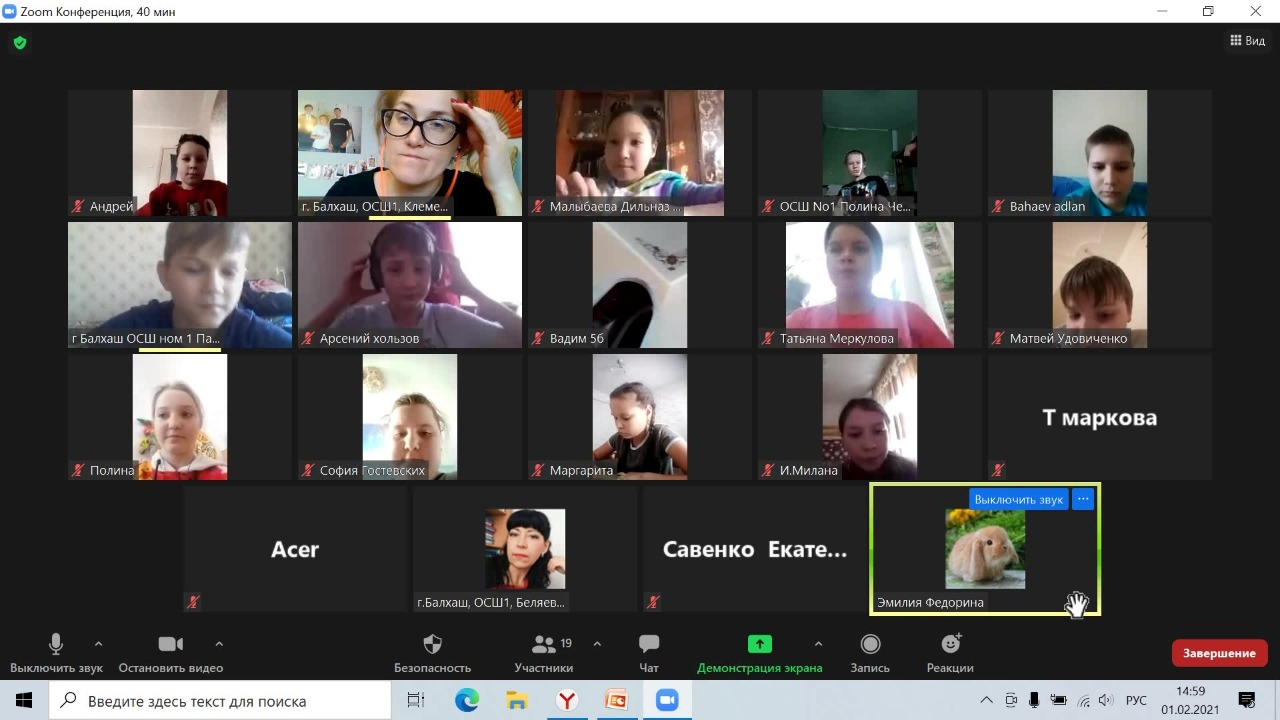 Zoom Конференция, 40 мин
Вид
Андрей
г. Балхаш, ОСШ1, Клеме...
Малыбаева Дильназ ...
ОСШ No1 Полина Че...
Bahaev adlan
г Балхаш ОСШ ном 1 Па...
Арсений хользов
Вадим 5б
Татьяна Меркулова
Матвей Удовиченко
Полина
София Гостевских
Маргарита
И.Милана
Т маркова
Acer
г.Балхаш, ОСШ1, Беляев...
Савенко Екате...
Выключить звук
Эмилия Федорина
Выключить звук
Остановить видео
Безопасность
19
Участники
Чат
Демонстрация экрана
Запись
Реакции
Завершение
Введите здесь текст для поиска
РУС
14:59
01.02.2021